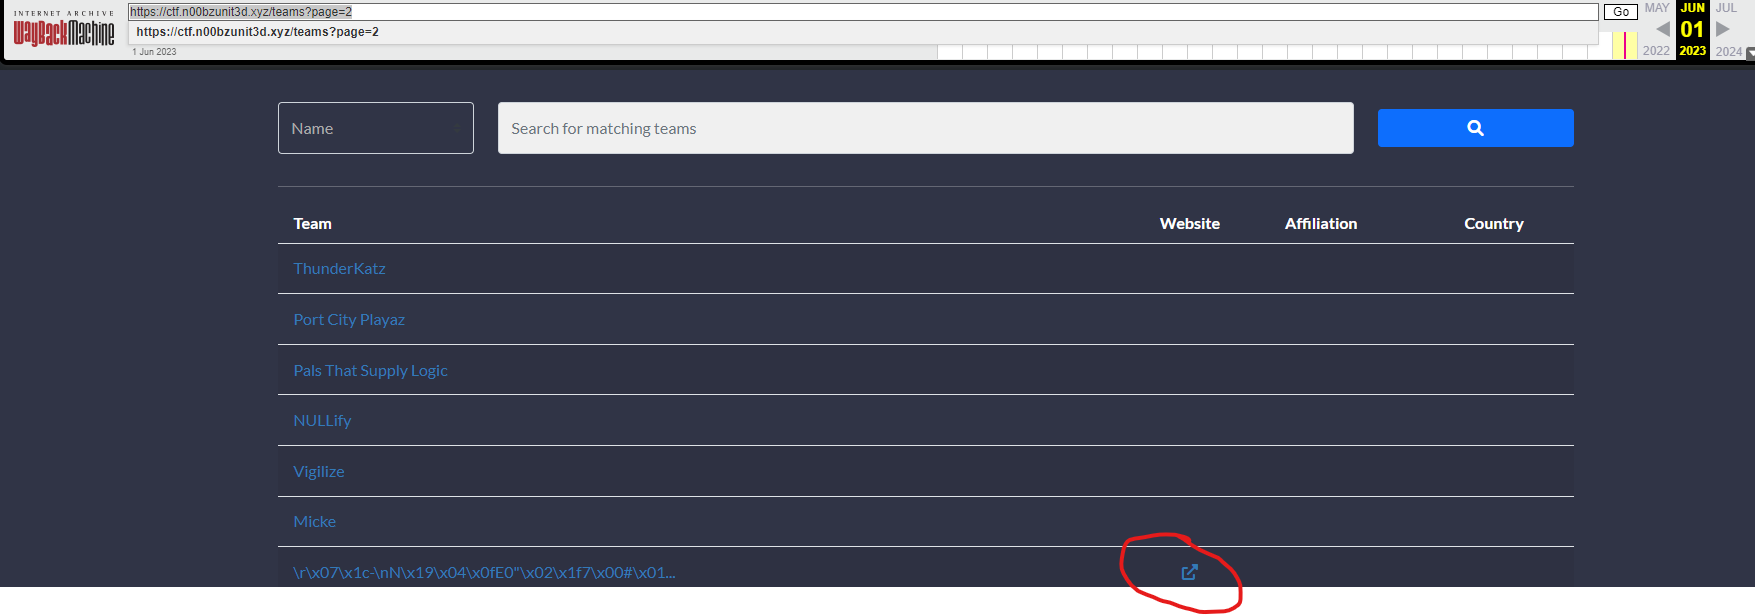 INTERNET ARCHIVE
WayBackMachine
https://ctf.n00bzunit3d.xyz/teams?page=2
https://ctf.n00bzunit3d.xyz/teams?page=2
1 Jun 2023
Go
MAY JUN JUL
01
2022 2023 2024
Name
Search for matching teams
Team Website Affiliation Country
ThunderKatz
Port City Playaz
Pals That Supply Logic
NULLify
Vigilize
Micke
\r\x07\x1c-\nN\x19\x04\x0fE0"\x02\x1f7\x00#\x01...